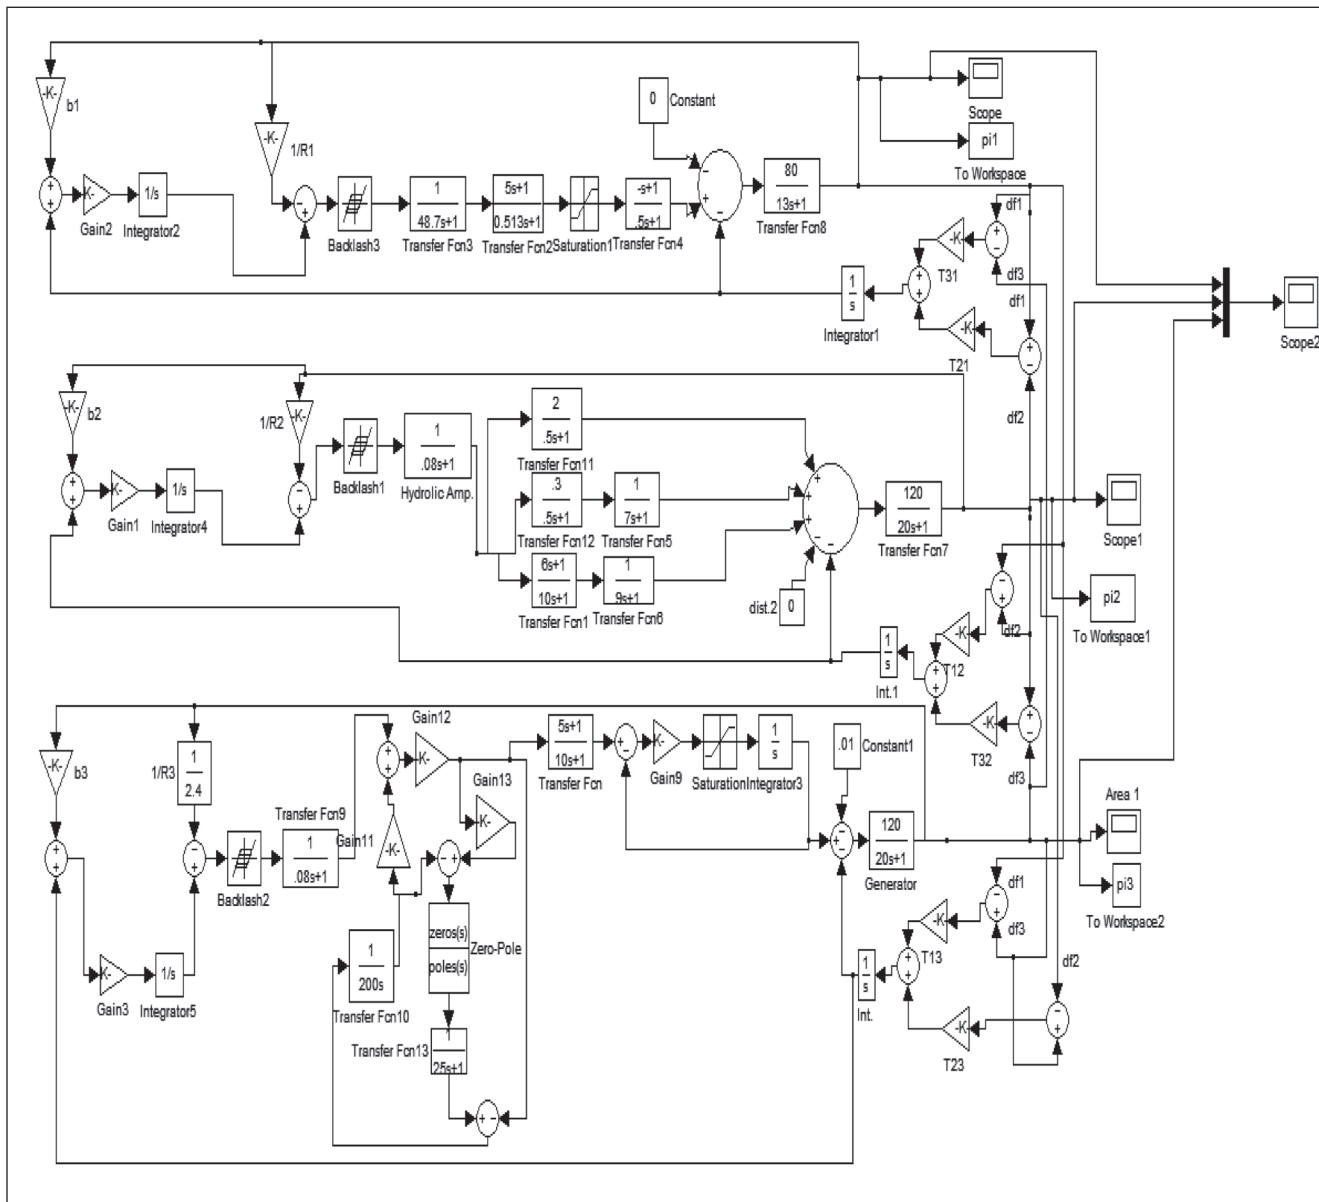 -K-
b1
-K-
1/R1
0
Constant
Scope
pi1
To Workspace
+
+
K-
Gain2
1/s
Integrator2
-
+
Backlash3
1
48.7s+1
Transfer Fcn3
5s+1
0.513s+1
Transfer Fcn2
Saturation1
-s+1
.5s+1
Transfer Fcn4
-
+
-
80
13s+1
Transfer Fcn8
df1
-K-
T31
+
-
df3
+
+
1
s
Integrator1
df1
-K-
T21
+
-
df2
Scope2
-K-
b2
-K-
1/R2
+
+
K-
Gain1
1/s
Integrator4
-
+
Backlash1
1
.08s+1
Hydrolic Amp.
2
.5s+1
Transfer Fcn11
.3
.5s+1
Transfer Fcn12
1
7s+1
Transfer Fcn5
6s+1
10s+1
Transfer Fcn1
1
9s+1
Transfer Fcn6
+
+
+
-
-
dist.2
0
120
20s+1
Transfer Fcn7
Scope1
pi2
To Workspace1
-
+
df2
-K-
T12
+
+
1
s
Int.1
-K-
T32
+
-
df3
-K-
b3
1/R3
1
2.4
+
+
K-
Gain3
1/s
Integrator5
-
+
Backlash2
Transfer Fcn9
1
.08s+1
Gain12
+
+
K-
Gain11
-K-
Gain13
K-
- +
zeros(s)
poles(s)
Zero-Pole
1
200s
Transfer Fcn10
Transfer Fcn13
1
25s+1
+ -
5s+1
10s+1
Transfer Fcn
+
-
K-
Gain9
Saturation
1
s
Integrator3
.01
Constant1
-
+
-
120
20s+1
Generator
Area 1
pi3
To Workspace2
df1
-
+
df3
-K-
T13
+
+
1
s
Int.
df2
-K-
T23
-
+